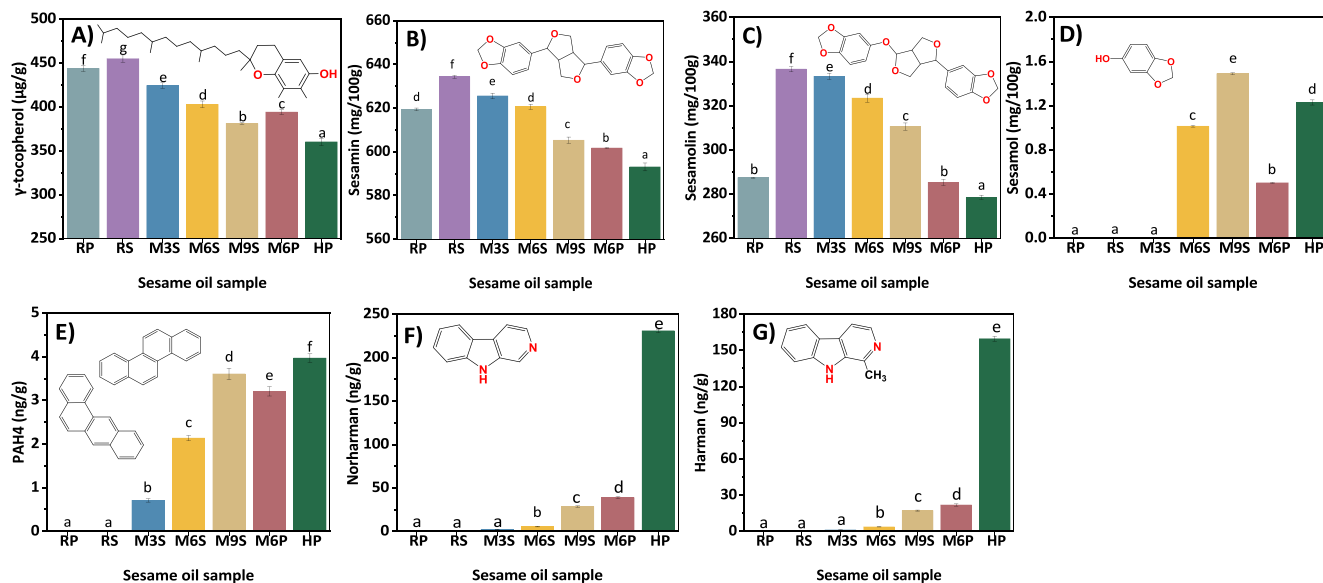 A)
γ-tocopherol (μg/g)
500
450
400
350
300
250
f
g
e
d
b
c
a
O
OH
RP RS M3S M6S M9S M6P HP
Sesame oil sample
B)
Sesamin (mg/100g)
660
640
620
600
580
560
d
f
e
d
c
b
a
O
O
O
O
O
O
RP RS M3S M6S M9S M6P HP
Sesame oil sample
C)
Sesamolin (mg/100g)
360
340
320
300
280
260
b
f
e
d
c
b
a
O
O
O
O
O
O
O
RP RS M3S M6S M9S M6P HP
Sesame oil sample
D)
Sesamol (mg/100g)
2.0
1.6
1.2
0.8
0.4
0.0
a
a
a
c
e
b
d
HO
O
O
RP RS M3S M6S M9S M6P HP
Sesame oil sample
E)
PAH4 (ng/g)
5
4
3
2
1
0
a
a
b
c
d
e
f
RP RS M3S M6S M9S M6P HP
Sesame oil sample
F)
Norharman (ng/g)
250
200
150
100
50
0
a
a
a
b
c
d
e
N
N
H
RP RS M3S M6S M9S M6P HP
Sesame oil sample
G)
Harman (ng/g)
180
150
120
90
60
30
0
a
a
a
b
c
d
e
N
N
H
CH3
RP RS M3S M6S M9S M6P HP
Sesame oil sample